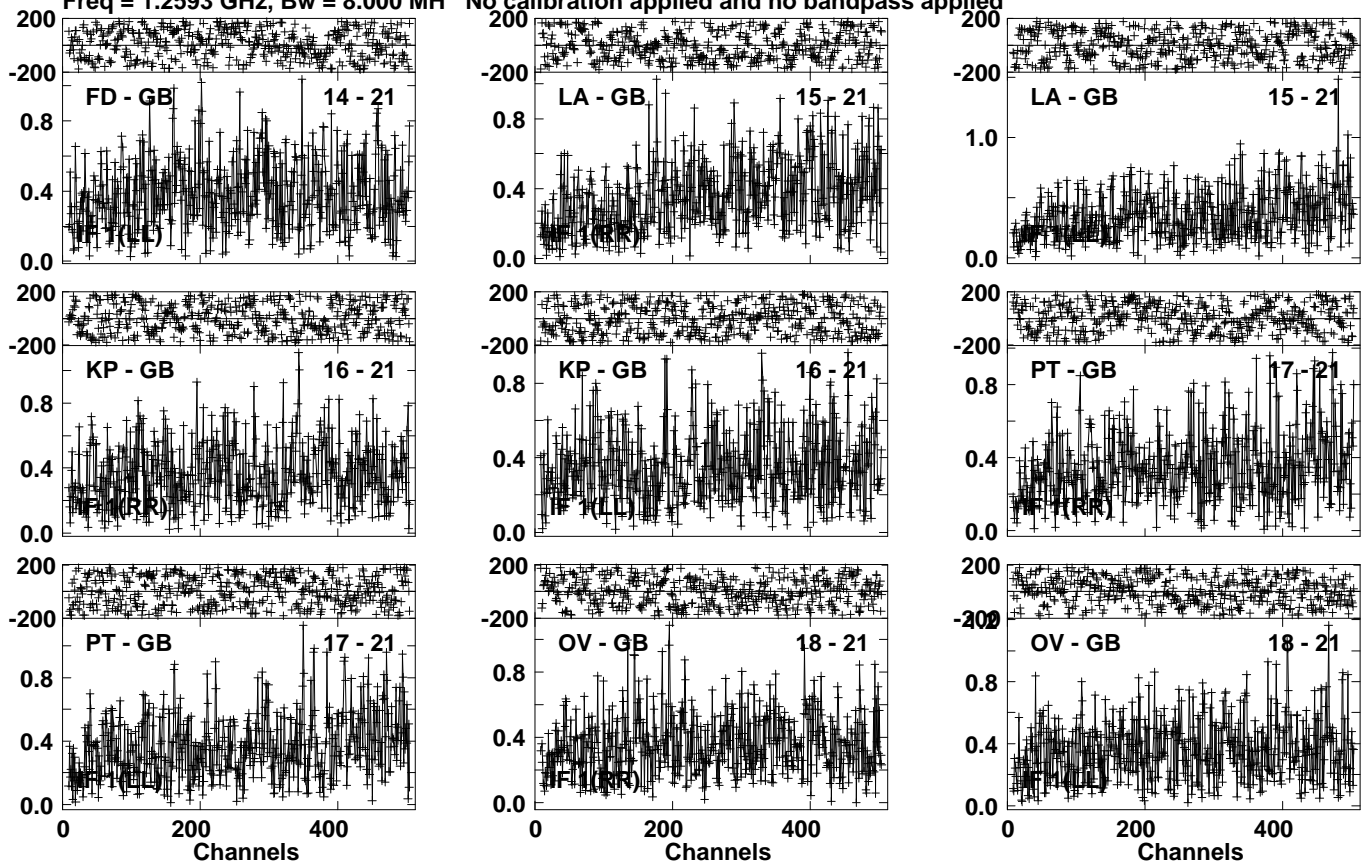 Freq = 1.2593 GHz, Bw = 8.000 MH No calibration applied and no bandpass applied
200 200 200
-200 -200 -200
FD - GB 14 - 21 LA - GB 15 - 21 LA - GB 15 - 21
0.8 0.8 1.0
0.4 0.4
IF 1(LL) IF 1(RR) IF 1(LL)
0.0 0.0 0.0
200 200 200
-200 -200 -200
KP - GB 16 - 21 KP - GB 16 - 21 PT - GB 17 - 21
0.8 0.8 0.8
0.4 0.4 0.4
IF 1(RR) IF 1(LL) IF 1(RR)
0.0 0.0 0.0
200 200 200
-200 -200 -200
1.2
PT - GB 17 - 21 OV - GB 18 - 21 OV - GB 18 - 21
0.8 0.8 0.8
0.4 0.4 0.4
IF 1(LL) IF 1(RR) IF 1(LL)
0.0 0.0 0.0
0 200 400 0 200 400 0 200 400
Channels Channels Channels